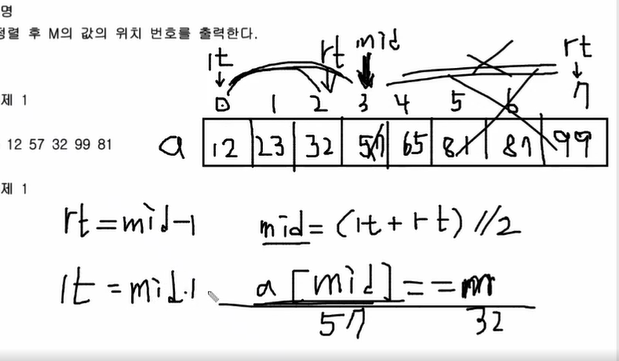 명
정렬 후 M의 값의 위치 번호를 출력한다.
lt rt mid rt
제 1
0 1 2 3 4 5 6 7
12 57 32 99 81
a 12 23 32 57 65 81 87 99
제 1
rt=mid-1 mid=(lt+rt)//2
lt=mid.1 a[mid]==m
57 32